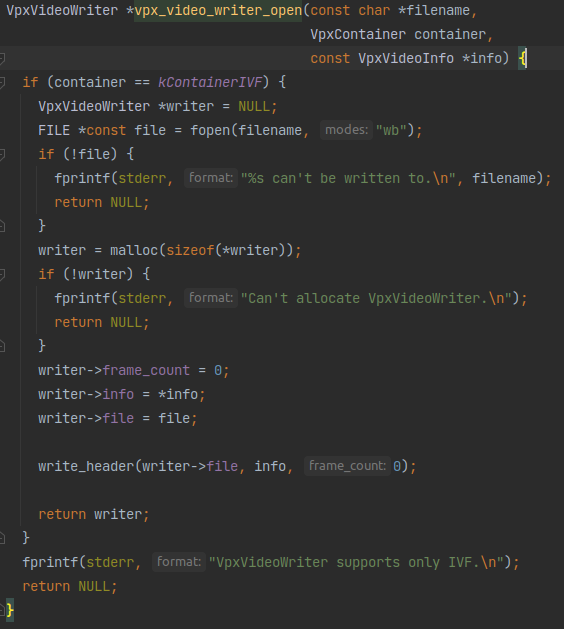 VpxVideoWriter *vpx_video_writer_open(const char *filename,
                                      VpxContainer container,
                                      const VpxVideoInfo *info) {
  if (container == kContainerIVF) {
    VpxVideoWriter *writer = NULL;
    FILE *const file = fopen(filename, modes: "wb");
    if (!file) {
      fprintf(stderr, format: "%s can't be written to.\n", filename);
      return NULL;
    }
    writer = malloc(sizeof(*writer));
    if (!writer) {
      fprintf(stderr, format: "Can't allocate VpxVideoWriter.\n");
      return NULL;
    }
    writer->frame_count = 0;
    writer->info = *info;
    writer->file = file;

    write_header(writer->file, info, frame_count: 0);

    return writer;
  }
  fprintf(stderr, format: "VpxVideoWriter supports only IVF.\n");
  return NULL;
}